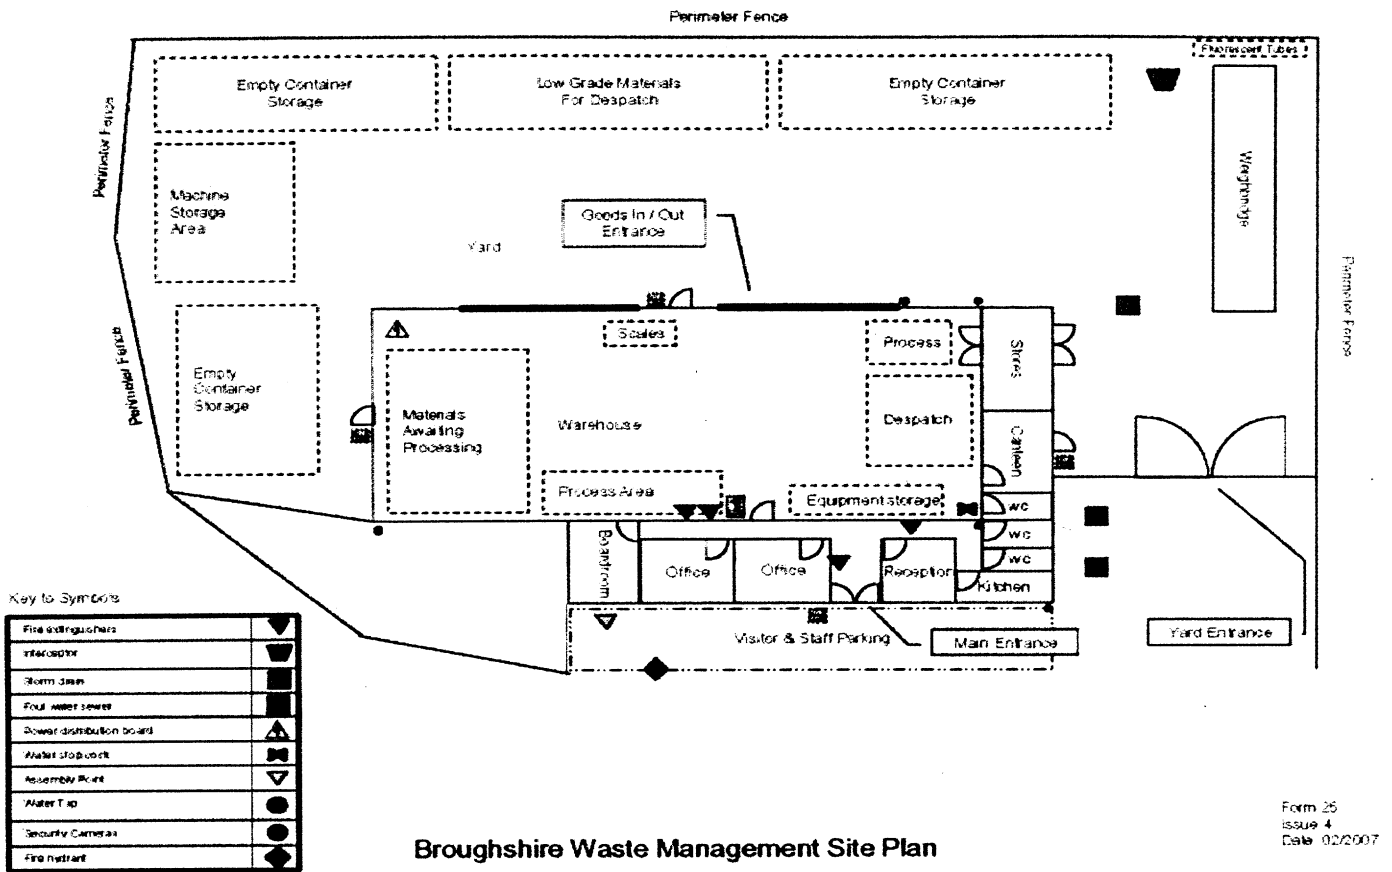 Perimeter Fence
Fluorescent Tubes
Empty Container
Storage
Low Grade Materials
For Despatch
Empty Container
Storage
Perimeter Fence
Machine
Storage
Area
Weighbridge
Goods In / Out
Entrance
Yard
Perimeter Fence
Perimeter Fence
Scales
Process
Stores
Empty
Container
Storage
Materials
Awaiting
Processing
Warehouse
Despatch
Canteen
Process Area
Equipment storage
WC
WC
WC
Boardroom
Office
Office
Reception
Kitchen
Visitor & Staff Parking
Main Entrance
Yard Entrance
Key to Symbols
Fire extinguishers
Interceptor
Storm drain
Foul water sewer
Power distribution board
Water stop cock
Assembly Point
Water Tap
Security Cameras
Fire hydrant
Broughshire Waste Management Site Plan
Form 25
Issue 4
Date 02/2007